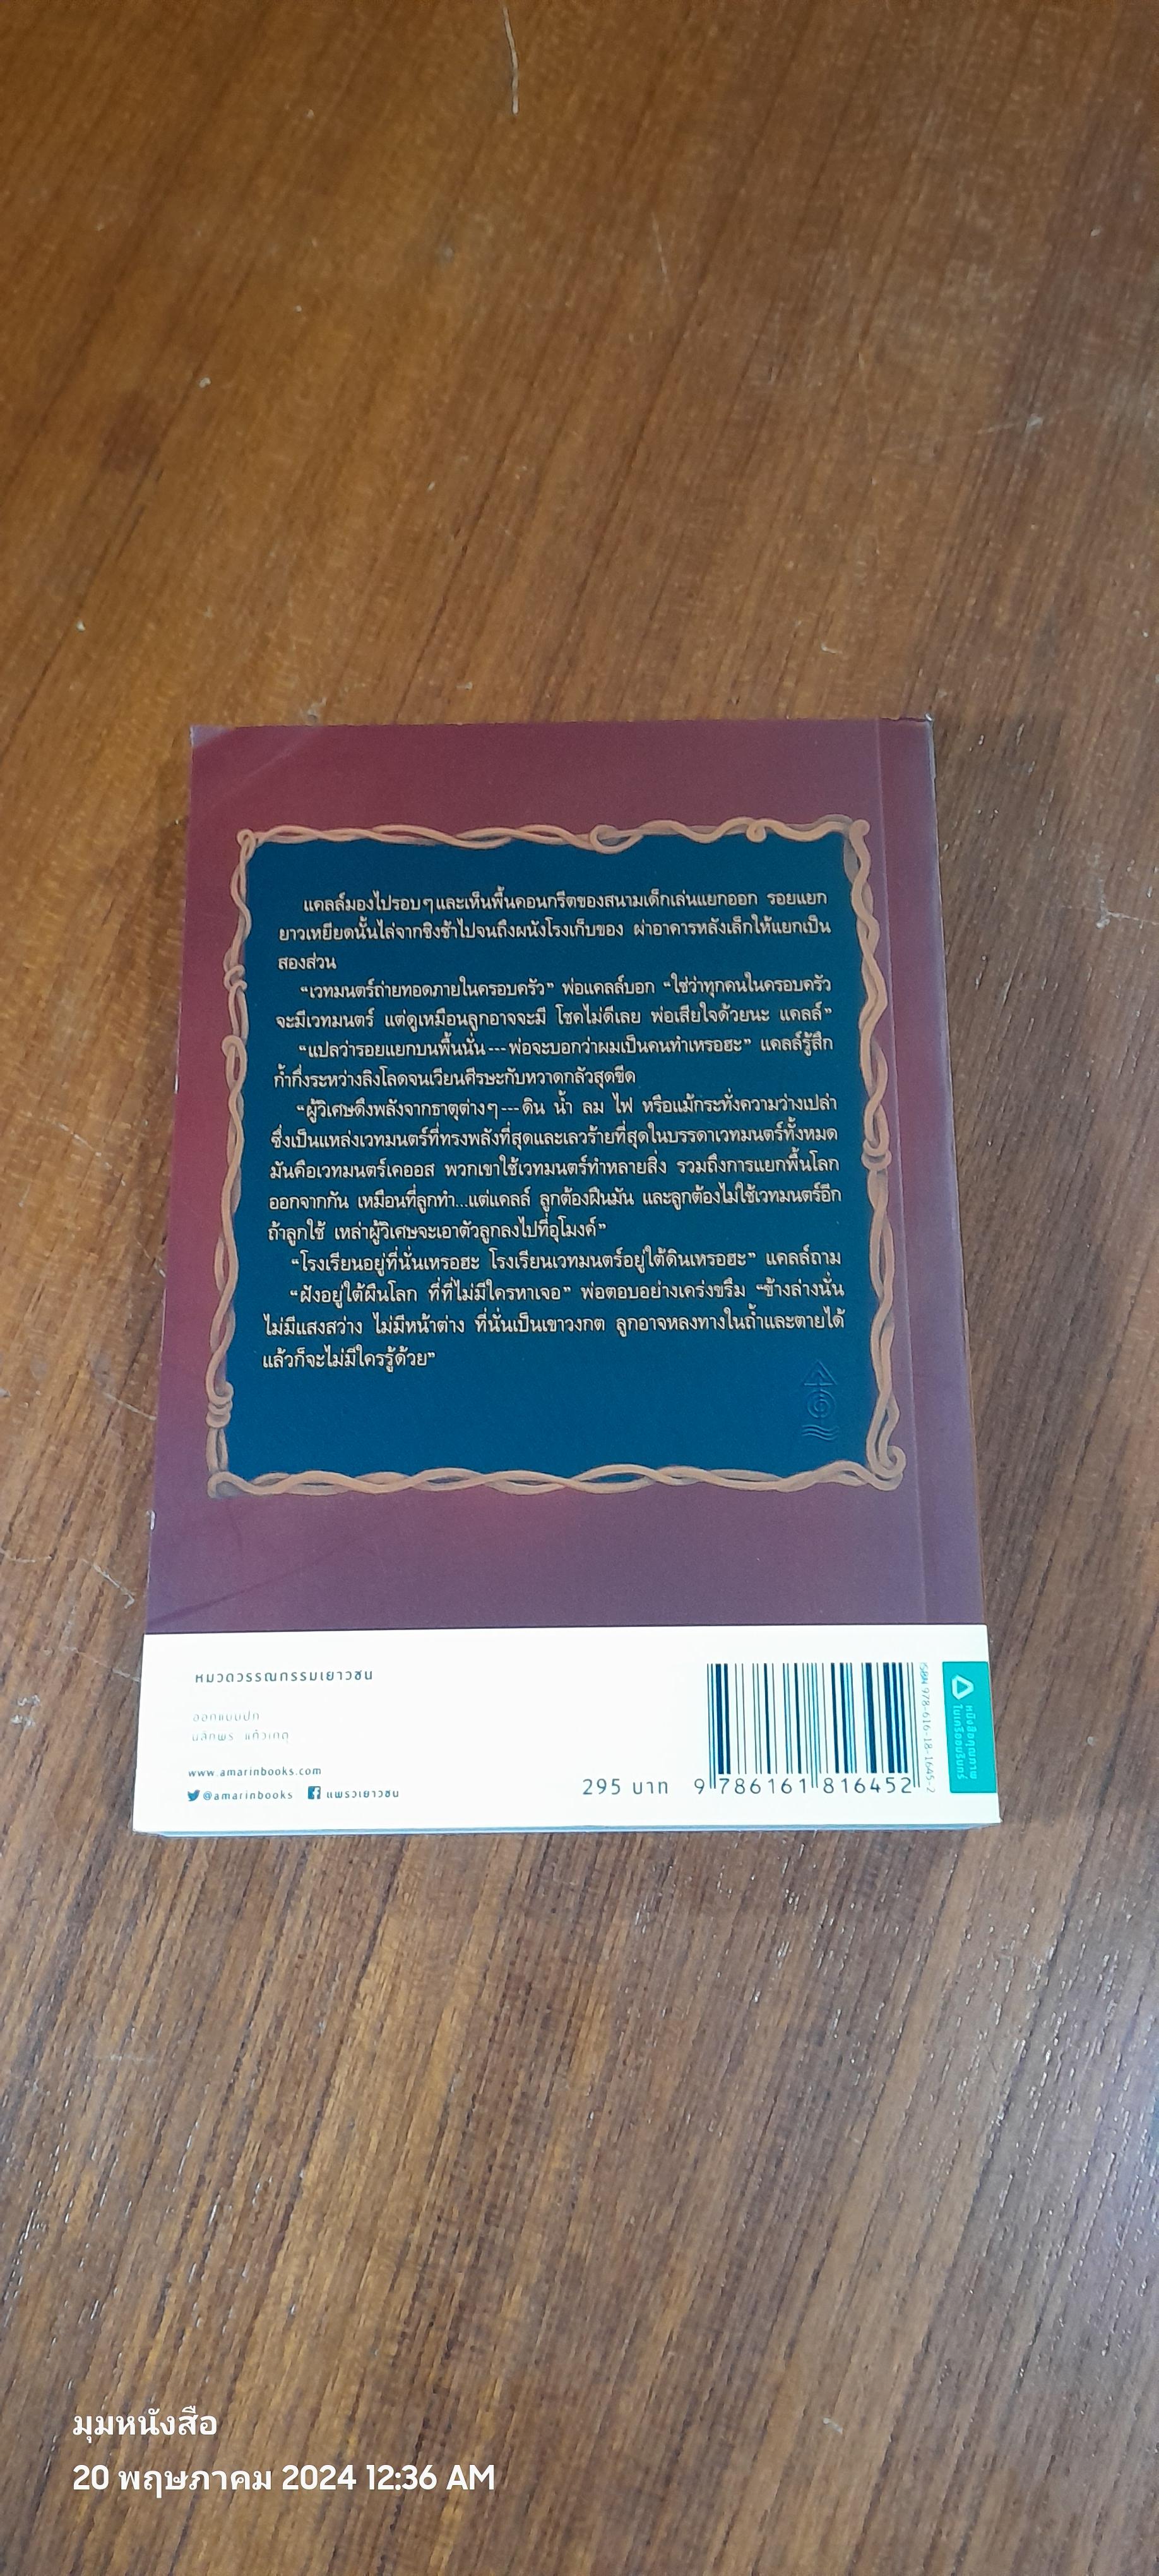 แคลล์มองไปรอบๆและเห็นพื้นคอนกรีตของสนามเด็กเล่นแยกออก รอยแยก
ยาวเหยียดนั้นไล่จากชิงช้าไปจนถึงผนังโรงเก็บของ ผ่าอาคารหลังเล็กให้แยกเป็น
สองส่วน
“เวทมนตร์ถ่ายทอดภายในครอบครัว” พ่อแคลล์บอก “ใช่ว่าทุกคนในครอบครัว
จะมีเวทมนตร์ แต่ดูเหมือนลูกอาจจะมี โชคไม่ดีเลย พ่อเสียใจด้วยนะ แคลล์”
“แปลว่ารอยแยกบนพื้นนั่น---พ่อจะบอกว่าผมเป็นคนทำเหรอฮะ” แคลล์รู้สึก
ก้ำกึ่งระหว่างลิงโลดจนเวียนศีรษะกับหวาดกลัวสุดขีด
“ผู้วิเศษดึงพลังจากธาตุต่างๆ---ดิน น้ำ ลม ไฟ หรือแม้กระทั่งความว่างเปล่า
ซึ่งเป็นแหล่งเวทมนตร์ที่ทรงพลังที่สุดและเลวร้ายที่สุดในบรรดาเวทมนตร์ทั้งหมด
มันคือเวทมนตร์เคออส พวกเขาใช้เวทมนตร์ทำหลายสิ่ง รวมถึงการแยกพื้นโลก
ออกจากกัน เหมือนที่ลูกทำ...แต่แคลล์ ลูกต้องฝืนมัน และลูกต้องไม่ใช้เวทมนตร์อีก
ถ้าลูกใช้ เหล่าผู้วิเศษจะเอาตัวลูกลงไปที่อุโมงค์”
“โรงเรียนอยู่ที่นั่นเหรอฮะ โรงเรียนเวทมนตร์อยู่ใต้ดินเหรอฮะ” แคลล์ถาม
“ฝังอยู่ใต้ผืนโลก ที่ที่ไม่มีใครหาเจอ” พ่อตอบอย่างเคร่งขรึม “ข้างล่างนั่น
ไม่มีแสงสว่าง ไม่มีหน้าต่าง ที่นั่นเป็นเขาวงกต ลูกอาจหลงทางในถ้ำและตายได้
แล้วก็จะไม่มีใครรู้ด้วย”
หมวดวรรณกรรมเยาวชน
ออกแบบปก
www.amarinbooks.com
@amarinbooks แพรวเยาวชน
295 บาท
9 786161 816452
ISBN 978-616-18-1645-2
หนังสือคุณภาพ
ในเครืออมรินทร์
มุมหนังสือ
20 พฤษภาคม 2024 12:36 AM